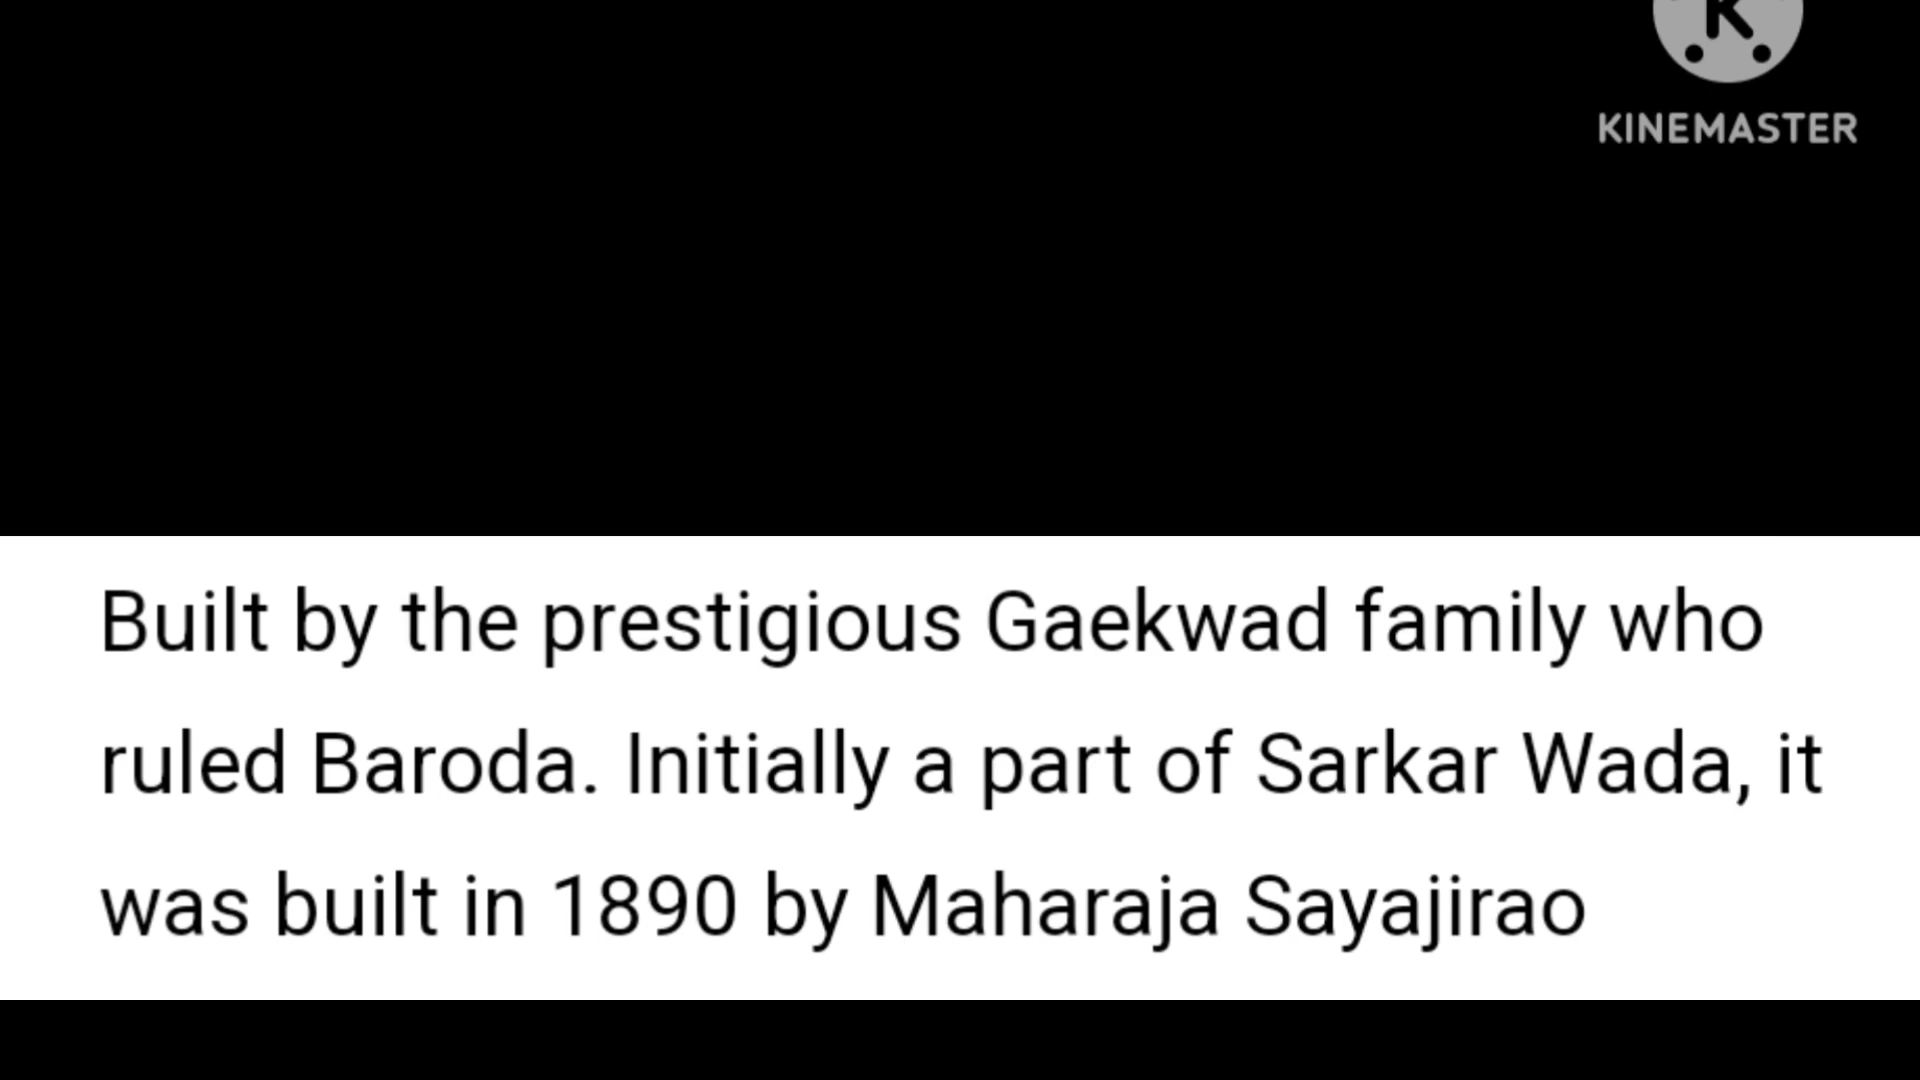 K
KINEMASTER
Built by the prestigious Gaekwad family who
ruled Baroda. Initially a part of Sarkar Wada, it
was built in 1890 by Maharaja Sayajirao